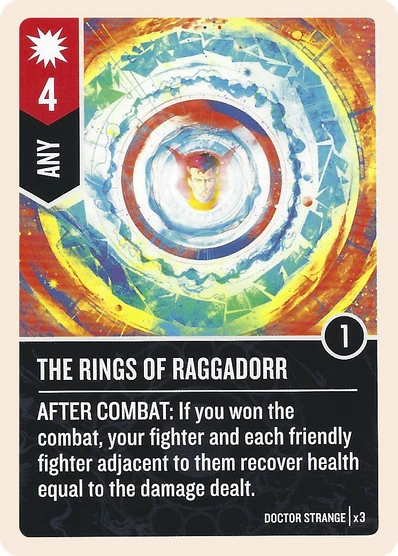 4
ANY
1
THE RINGS OF RAGGADORR
AFTER COMBAT: If you won the
combat, your fighter and each friendly
fighter adjacent to them recover health
equal to the damage dealt.
DOCTOR STRANGE | x3